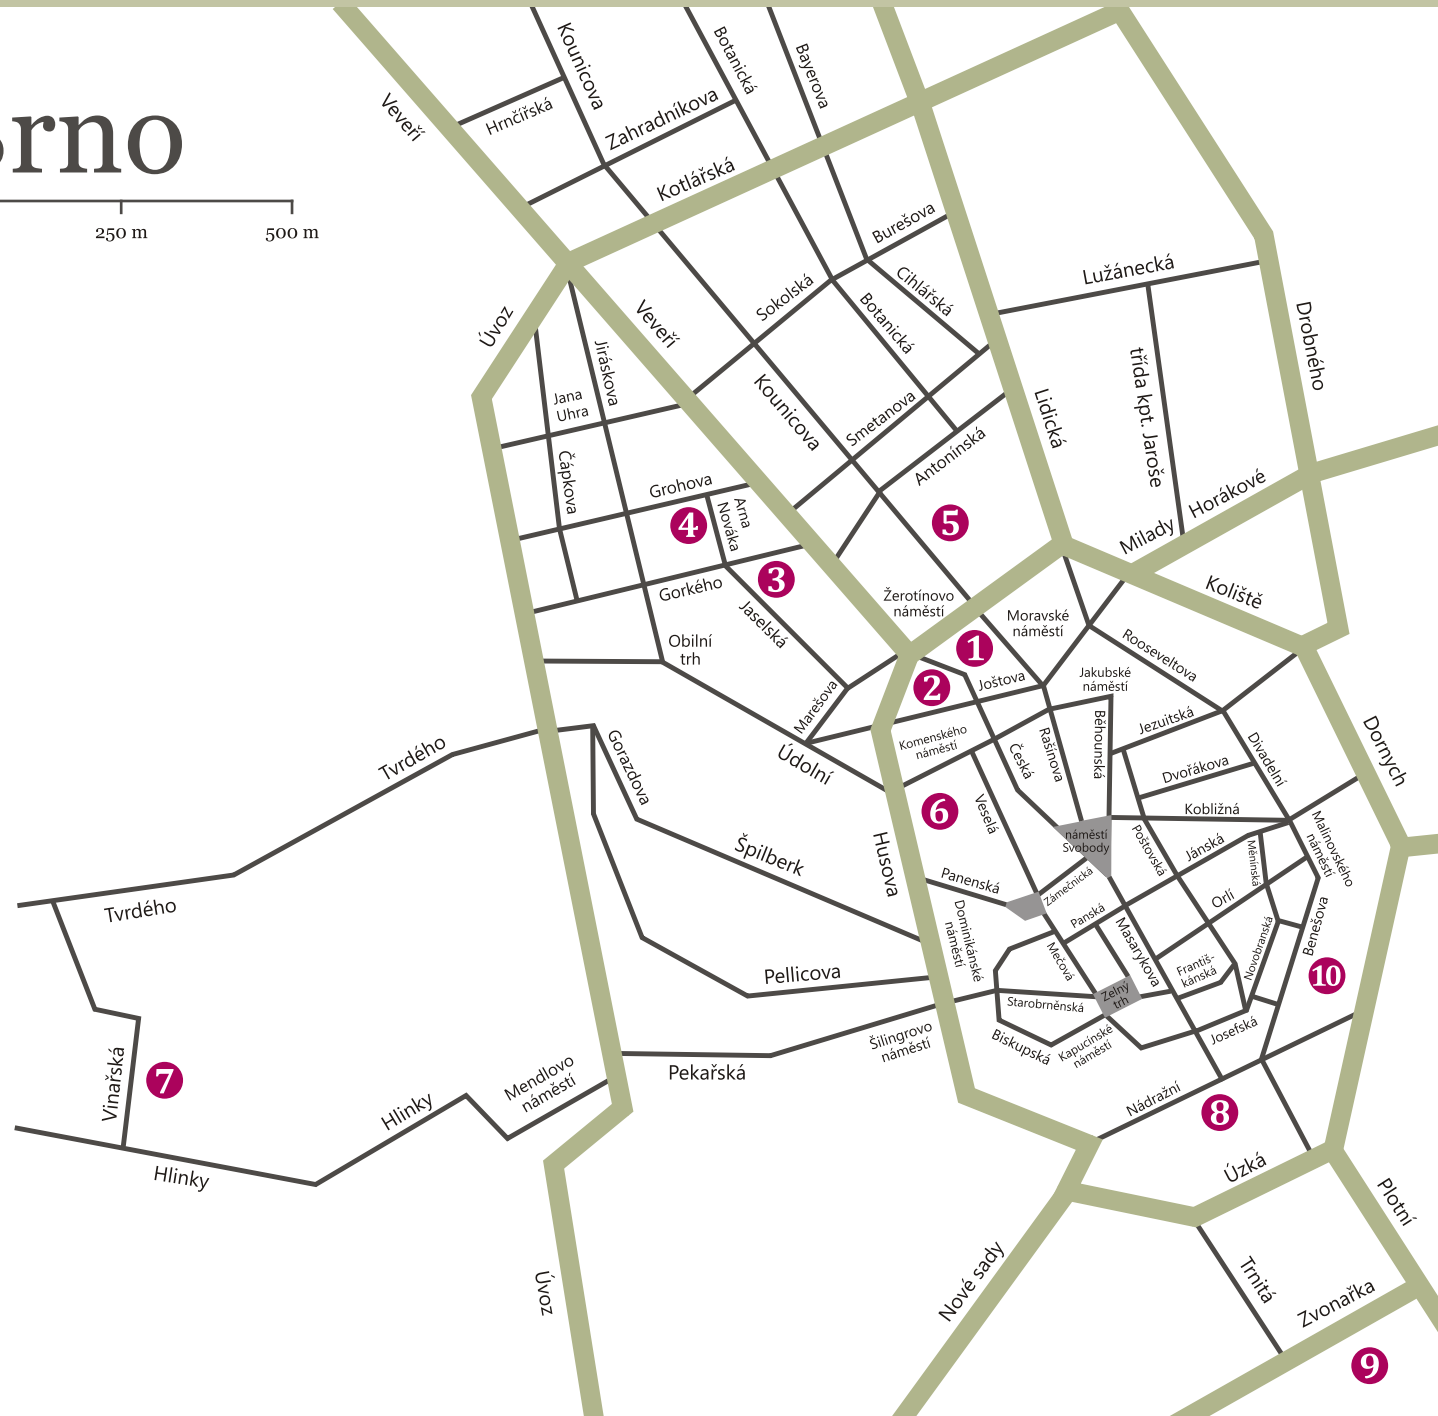 Brno
250 m
500 m
Veveří
Hrnčířská
Kounicova
Zahradníkova
Botanická
Bayerova
Kotlářská
Burešova
Cihlářská
Sokolská
Botanická
Lužánecká
třída kpt. Jaroše
Drobného
Úvoz
Veveří
Jiráskova
Jana
Uhra
Čápkova
Kounicova
Smetanova
Antonínská
Lidická
Milady
Horákové
Grohova
Arna
Nováka
4
5
3
Gorkého
Jaselská
Obilní
trh
Žerotínovo
náměstí
Moravské
náměstí
Koliště
Rooseveltova
1
2
Joštova
Jakubské
náměstí
Marešova
Údolní
Komenského
náměstí
Česká
Rašínova
Běhounská
Jezuitská
Dvořákova
Divadelní
Dornych
Tvrdého
Gorazdova
6
Veselá
Kobližná
náměstí
Svobody
Poštovská
Jánská
Měnínská
Malinovského
náměstí
Husova
Špilberk
Panenská
Zámečnická
Panská
Orlí
Tvrdého
Dominikánské
náměstí
Mečová
Masarykova
Františ-
kánská
Novobranská
Benešova
10
Pellicova
Starobrněnská
Zelný
trh
Šilingrovo
náměstí
Biskupská
Kapucínské
náměstí
Josefská
Vinařská
7
Pekařská
Mendlovo
náměstí
Hlinky
Hlinky
Nádražní
8
Úzká
Plotní
Úvoz
Nové sady
Trnitá
Zvonařka
9